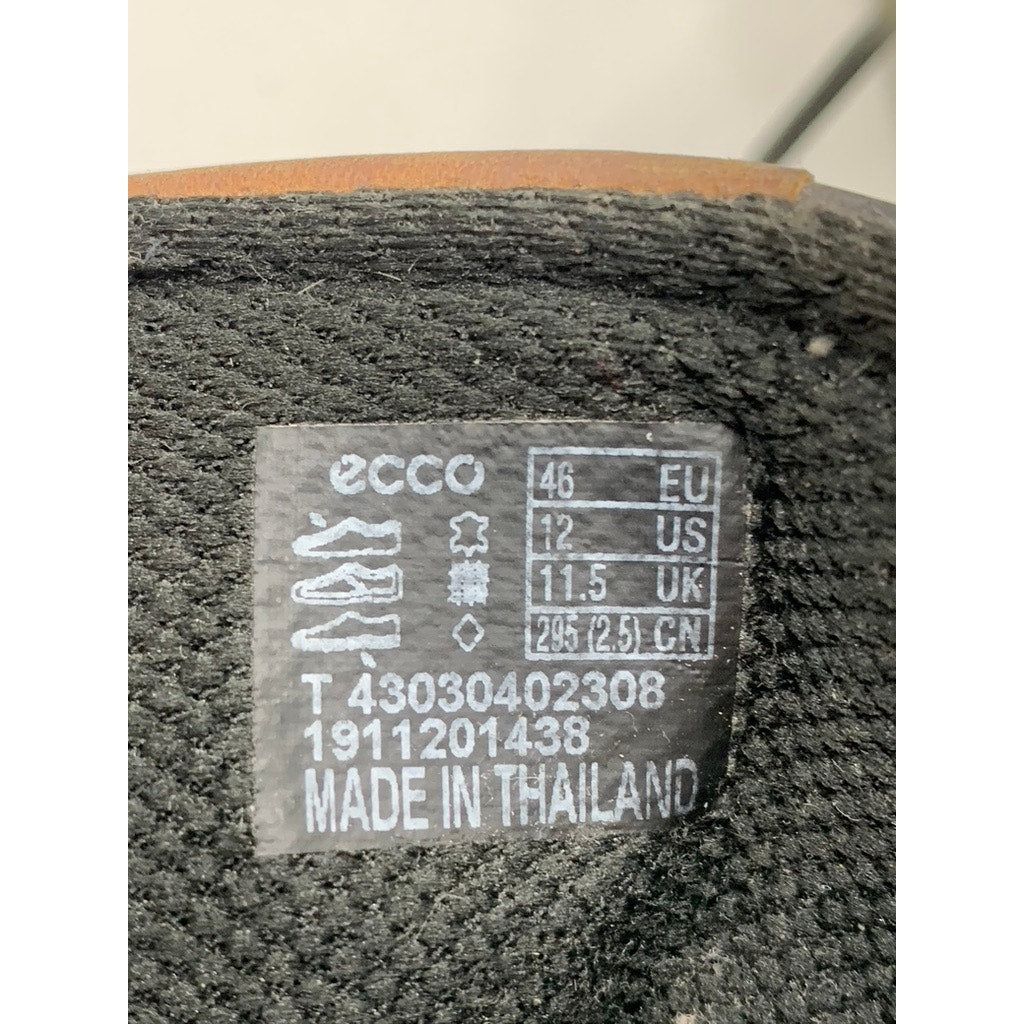 ecco
46 EU
12 US
11.5 UK
295 (2.5) CN
T 43030402308
1911201438
MADE IN THAILAND